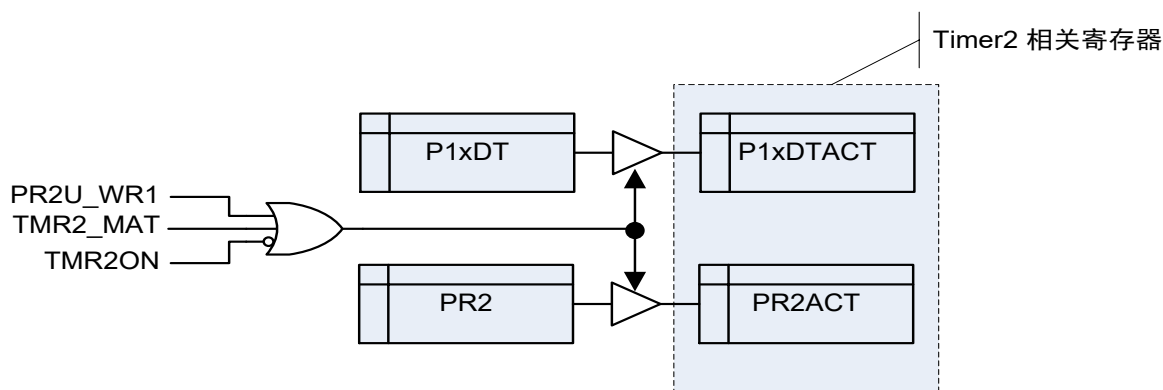 Timer2 相关寄存器
P1xDT
P1xDTACT
PR2U_WR1
TMR2_MAT
TMR2ON
PR2
PR2ACT